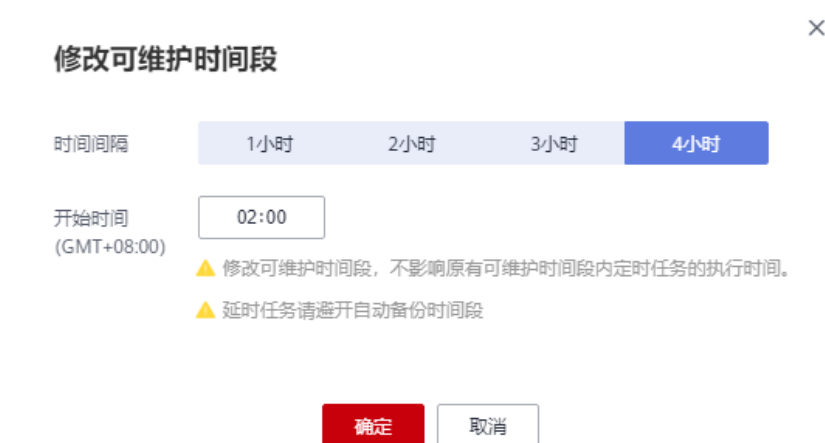 修改可维护时间段
时间间隔 1小时 2小时 3小时 4小时
开始时间 02:00
(GMT+08:00)
修改可维护时间段，不影响原有可维护时间段内定时任务的执行时间。
延时任务请避开自动备份时间段
确定 取消